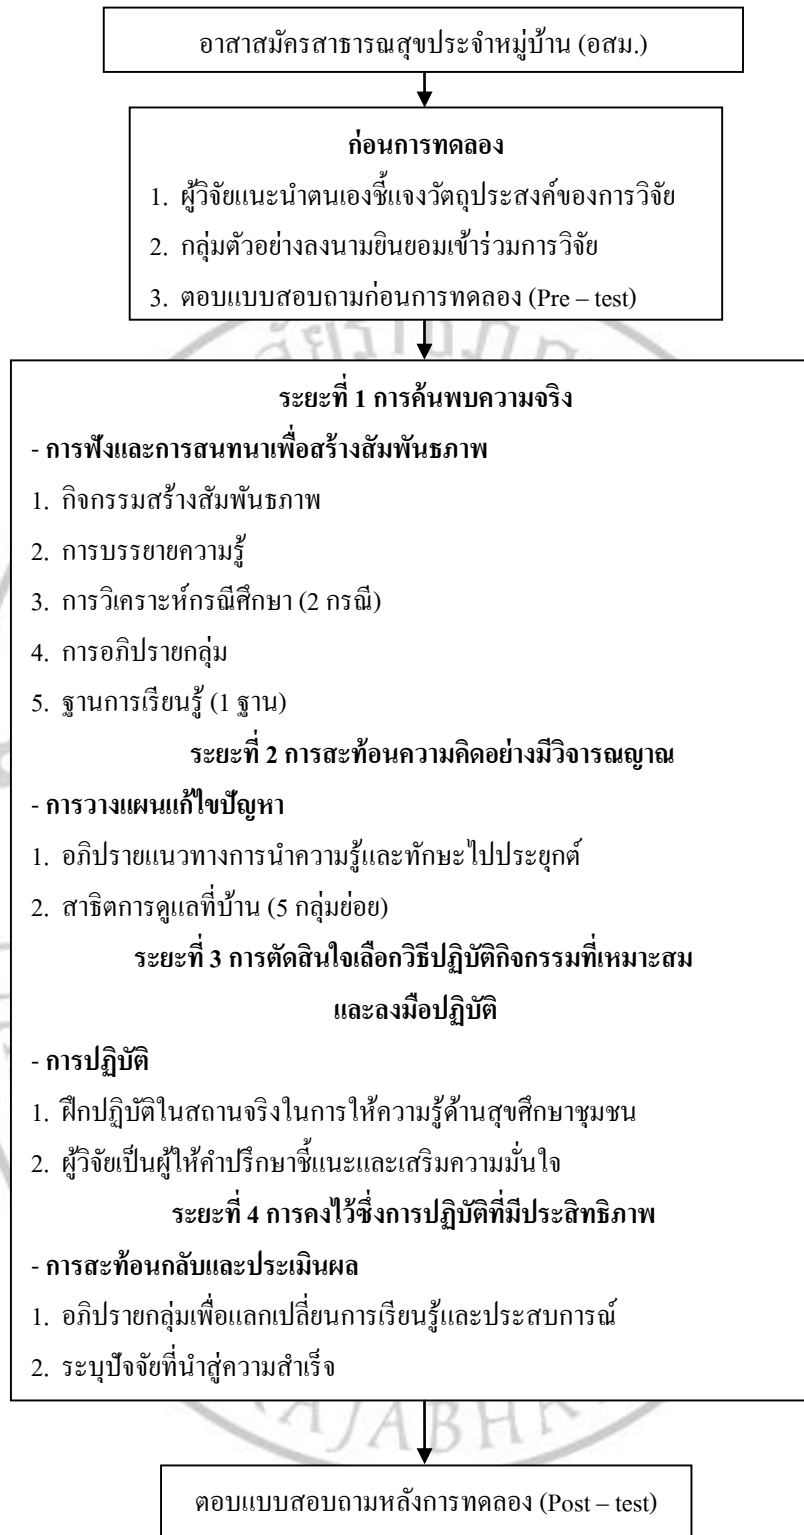 อาสาสมัครสาธารณสุขประจำหมู่บ้าน (อสม.)
ก่อนการทดลอง
1. ผู้วิจัยแนะนำตนเองชี้แจงวัตถุประสงค์ของการวิจัย
2. กลุ่มตัวอย่างลงนามยินยอมเข้าร่วมการวิจัย
3. ตอบแบบสอบถามก่อนการทดลอง (Pre – test)
ระยะที่ 1 การค้นพบความจริง
- การฟังและการสนทนาเพื่อสร้างสัมพันธภาพ
1. กิจกรรมสร้างสัมพันธภาพ
2. การบรรยายความรู้
3. การวิเคราะห์กรณีศึกษา (2 กรณี)
4. การอภิปรายกลุ่ม
5. ฐานการเรียนรู้ (1 ฐาน)
ระยะที่ 2 การสะท้อนความคิดอย่างมีวิจารณญาณ
- การวางแผนแก้ไขปัญหา
1. อภิปรายแนวทางการนำความรู้และทักษะไปประยุกต์
2. สาธิตการดูแลที่บ้าน (5 กลุ่มย่อย)
ระยะที่ 3 การตัดสินใจเลือกวิธีปฏิบัติกิจกรรมที่เหมาะสม
และลงมือปฏิบัติ
- การปฏิบัติ
1. ฝึกปฏิบัติในสถานจริงในการให้ความรู้ด้านสุขศึกษาชุมชน
2. ผู้วิจัยเป็นผู้ให้คำปรึกษาชี้แนะและเสริมความมั่นใจ
ระยะที่ 4 การคงไว้ซึ่งการปฏิบัติที่มีประสิทธิภาพ
- การสะท้อนกลับและประเมินผล
1. อภิปรายกลุ่มเพื่อแลกเปลี่ยนการเรียนรู้และประสบการณ์
2. ระบุปัจจัยที่นำสู่ความสำเร็จ
RAJABH
ตอบแบบสอบถามหลังการทดลอง (Post – test)